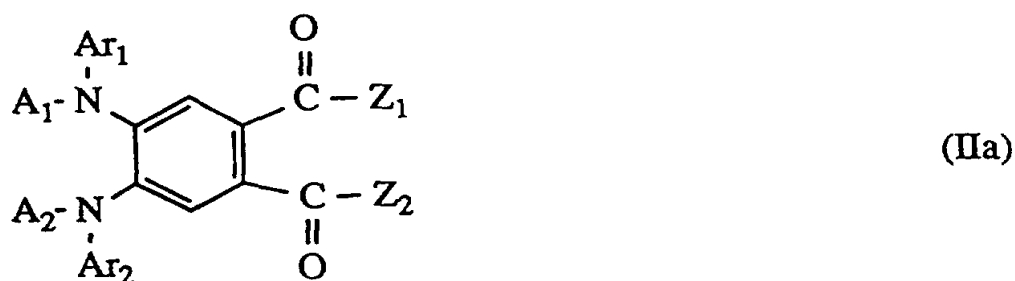 O
Ar₁
A₁- N
C – Z₁
(IIa)
A₂- N
C – Z₂
Ar₂
O